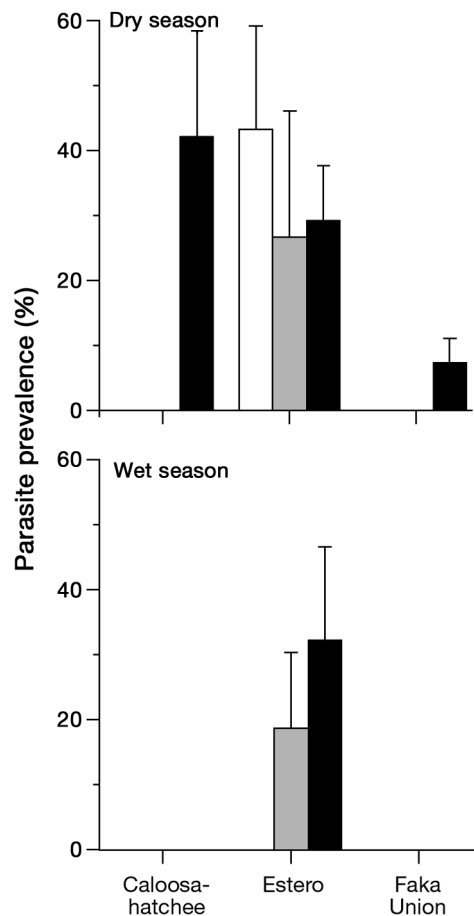 60
Dry season
40
20
0
Parasite prevalence (%)
60
Wet season
40
20
0
Caloosa-
hatchee
Estero
Faka
Union